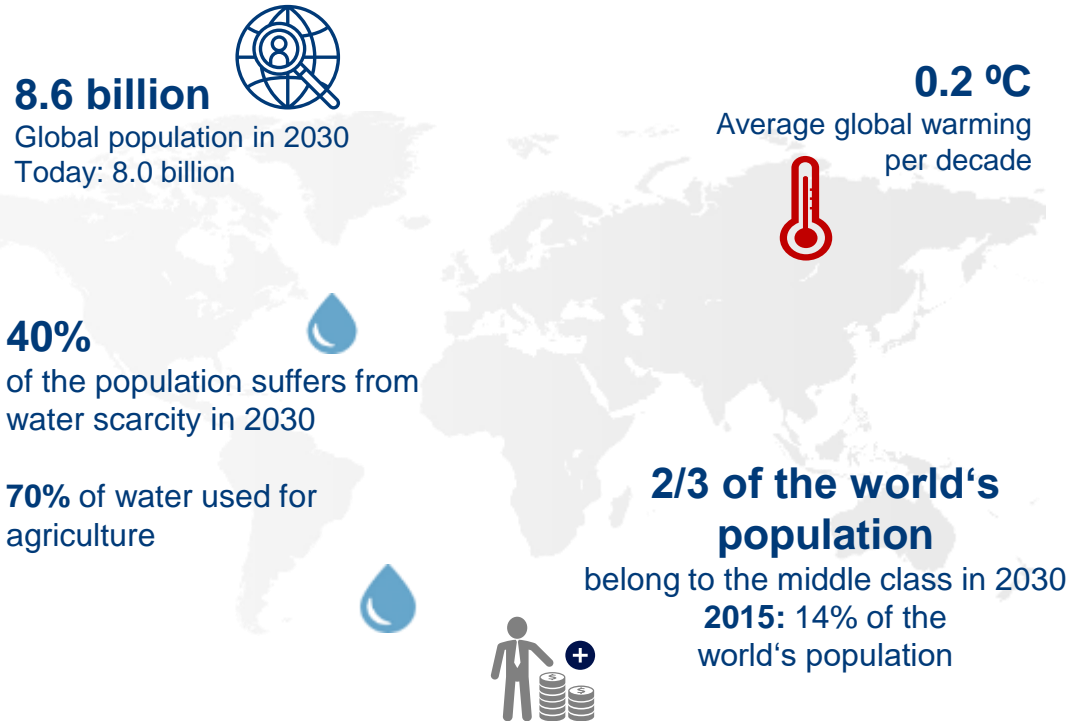 8.6 billion
Global population in 2030
Today: 8.0 billion
0.2 ºC
Average global warming
per decade
40%
of the population suffers from
water scarcity in 2030
70% of water used for
agriculture
2/3 of the world‘s
population
belong to the middle class in 2030
2015: 14% of the
world‘s population